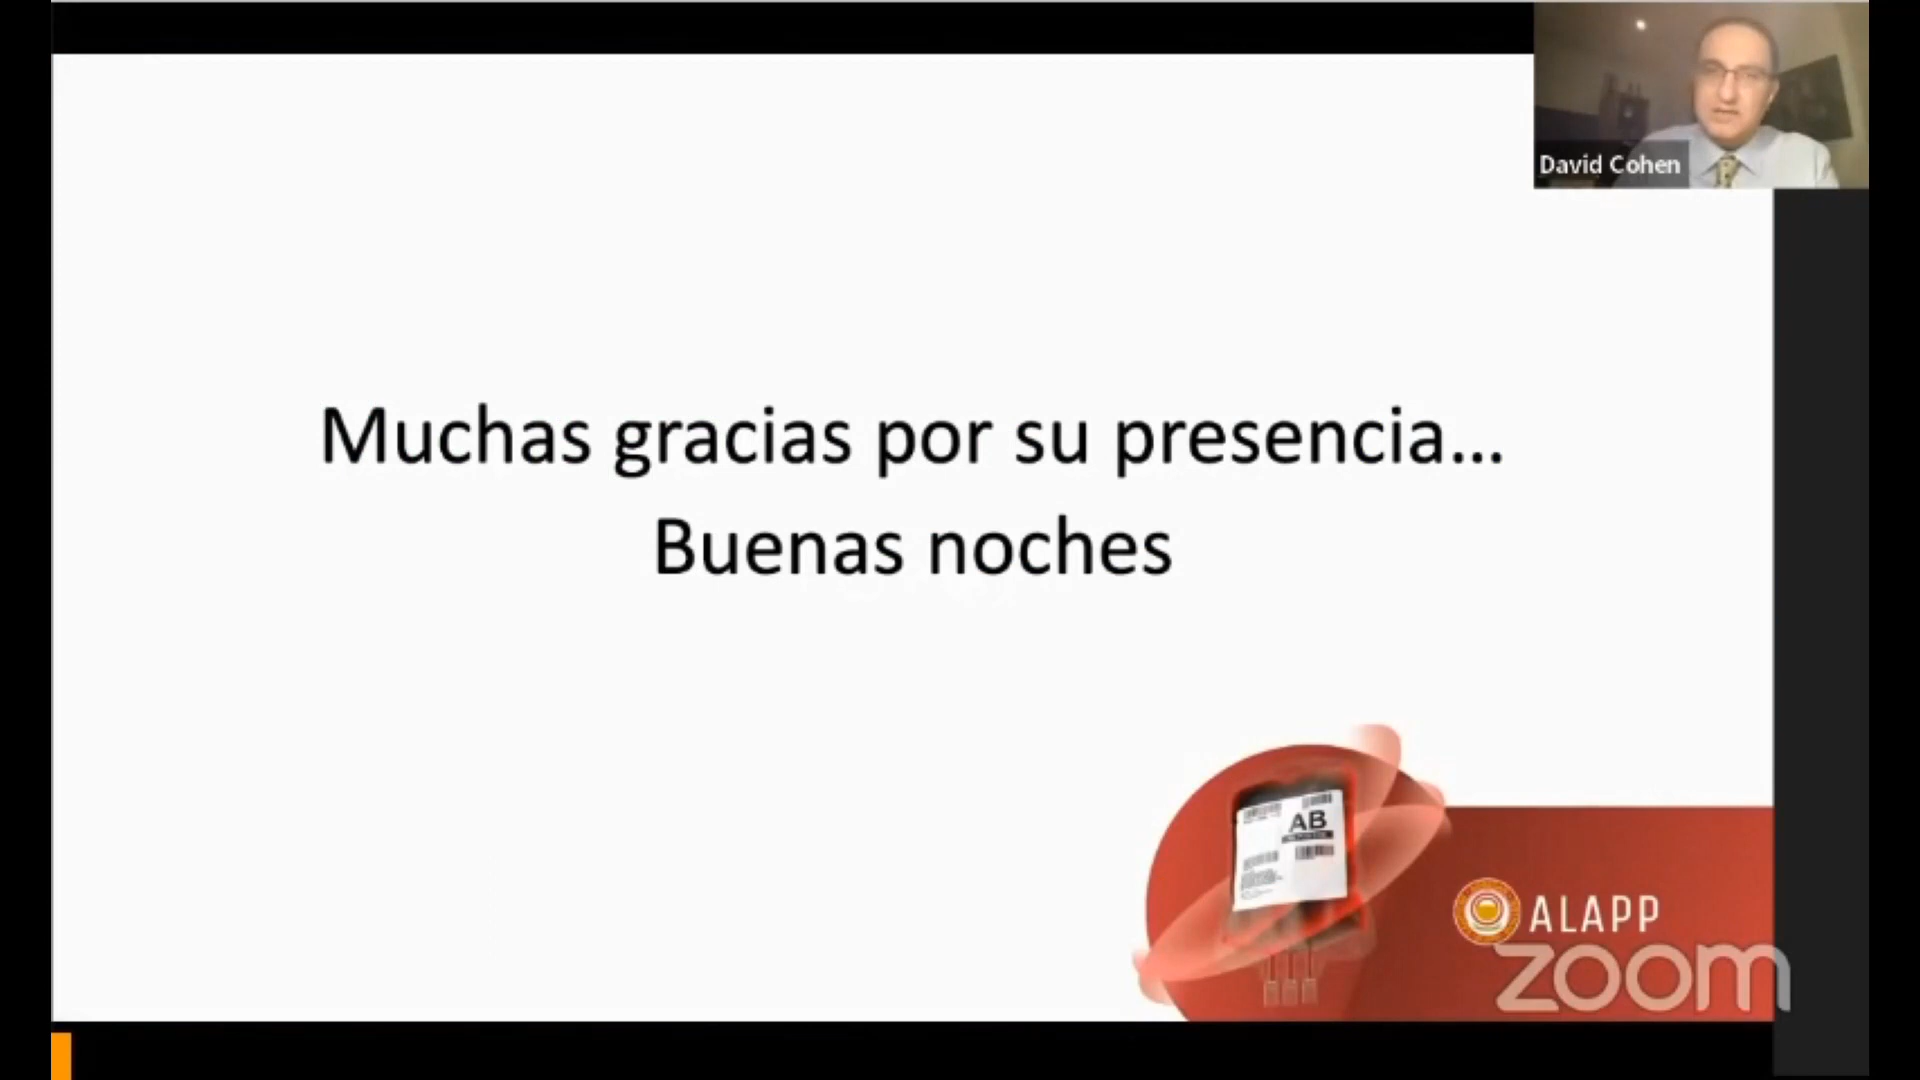 David Cohen
Muchas gracias por su presencia...
Buenas noches
AB
ALAPP
zoom